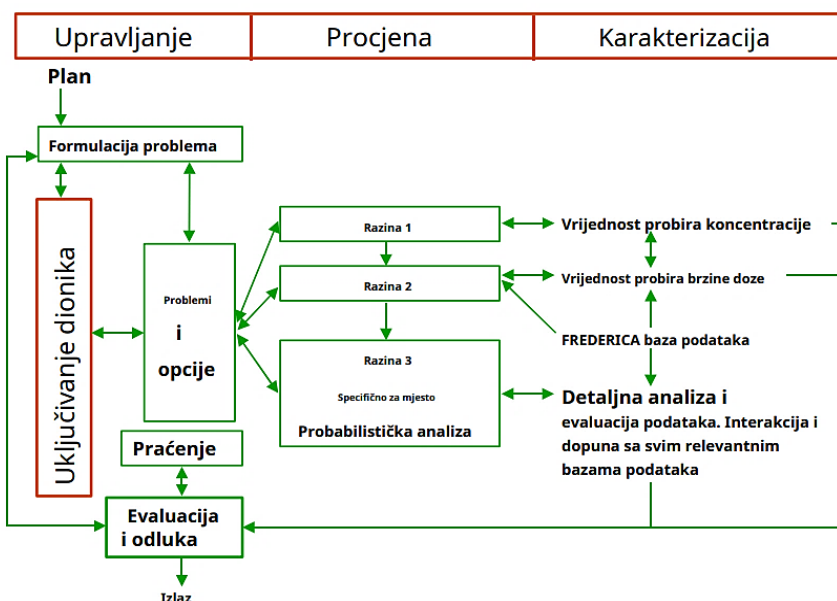 Upravljanje
Procjena
Karakterizacija
Plan
Formulacija problema
Uključivanje dionika
Problemi
i
opcije
Razina 1
Razina 2
Razina 3
Specifično za mjesto
Probabilistička analiza
Vrijednost probira koncentracije
Vrijednost probira brzine doze
FREDERICA baza podataka
Detaljna analiza i
evaluacija podataka. Interakcija i
dopuna sa svim relevantnim
bazama podataka
Praćenje
Evaluacija
i odluka
Izlaz